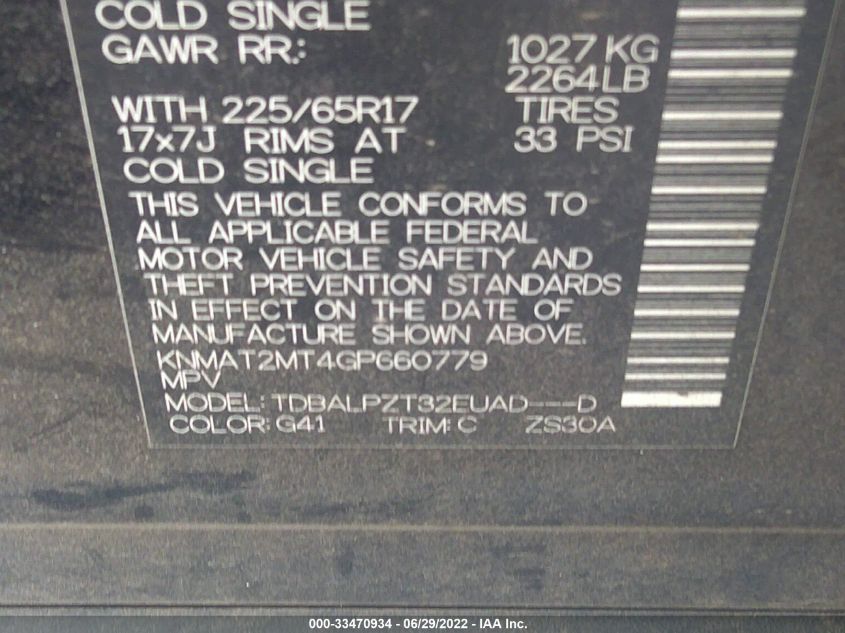 COLD SINGLE
GAWR RR.: 1027 KG
2264LB
WITH 225/65R17 TIRES
17x7J RIMS AT 33 PSI
COLD SINGLE
THIS VEHICLE CONFORMS TO
ALL APPLICABLE FEDERAL
MOTOR VEHICLE SAFETY AND
THEFT PREVENTION STANDARDS
IN EFFECT ON THE DATE OF
MANUFACTURE SHOWN ABOVE.
KNMAT2MT4GP660779
MPV
MODEL: TDBALPZT32EUAD---D
COLOR: G41 TRIM: C ZS30A
000-33470934 - 06/29/2022 - IAA Inc.